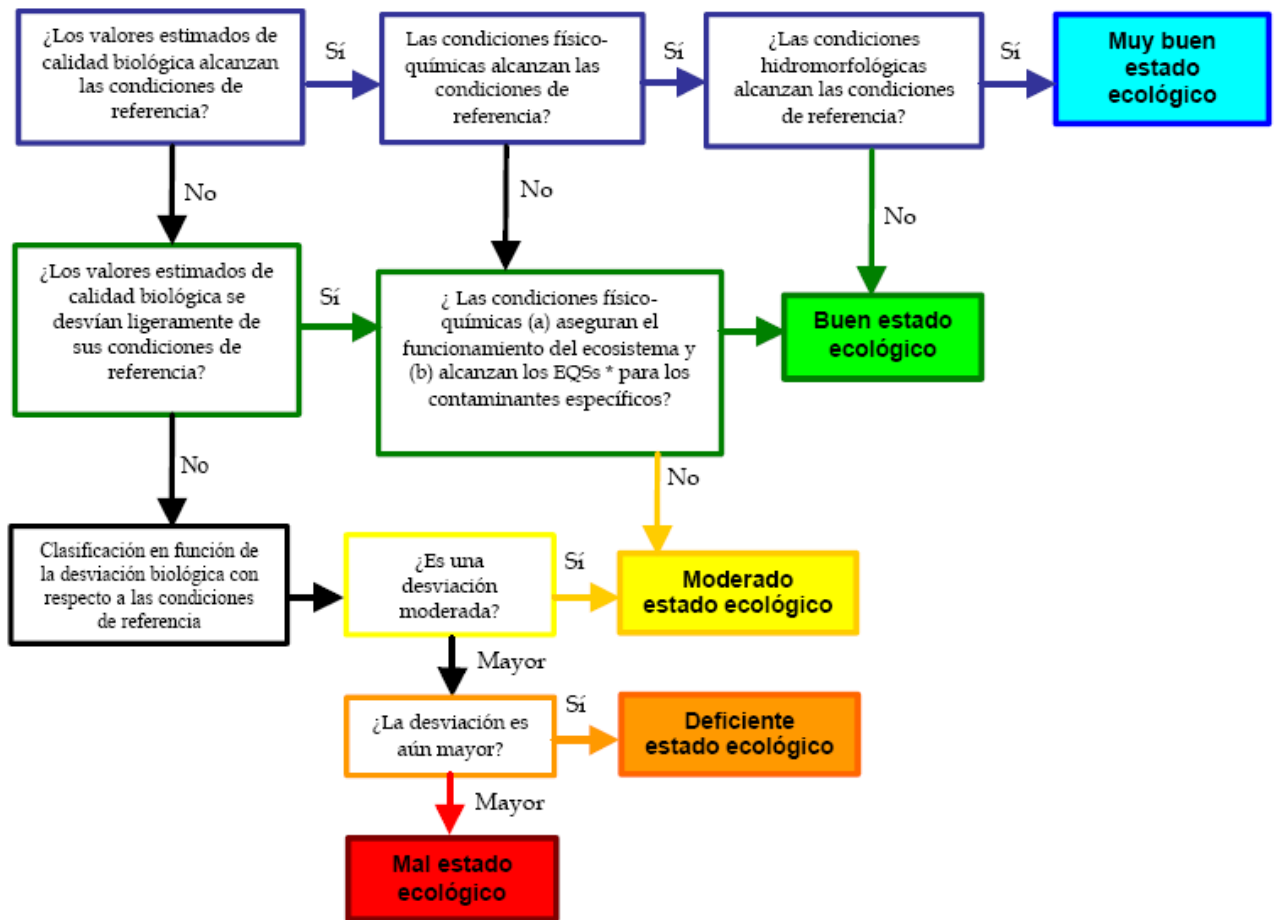 ¿Los valores estimados de
calidad biológica alcanzan
las condiciones de
referencia?
Sí
Las condiciones físico-
químicas alcanzan las
condiciones de
referencia?
Sí
¿Las condiciones
hidromorfológicas
alcanzan las condiciones
de referencia?
Sí
Muy buen
estado
ecológico
No
No
No
¿Los valores estimados de
calidad biológica se
desvían ligeramente de
sus condiciones de
referencia?
Sí
¿ Las condiciones físico-
químicas (a) aseguran el
funcionamiento del ecosistema y
(b) alcanzan los EQSs * para los
contaminantes específicos?
Buen estado
ecológico
No
No
Clasificación en función de
la desviación biológica con
respecto a las condiciones
de referencia
¿Es una
desviación
moderada?
Sí
Moderado
estado ecológico
Mayor
¿La desviación es
aún mayor?
Sí
Deficiente
estado ecológico
Mayor
Mal estado
ecológico